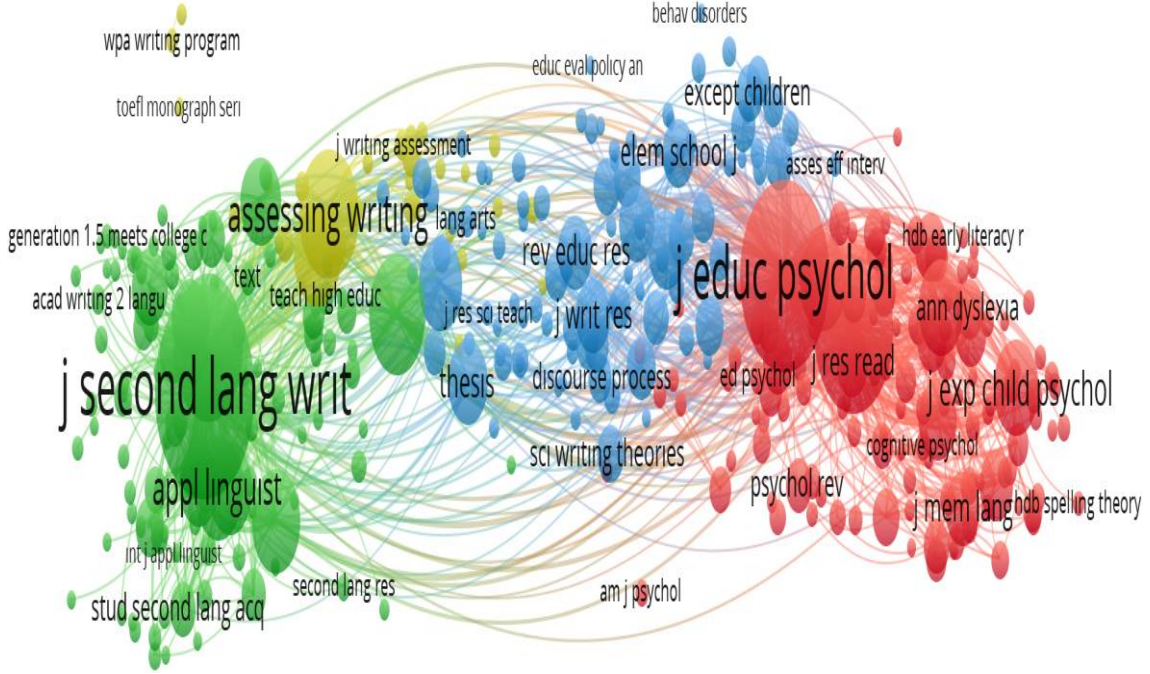 behav disorders
wpa writing program
educ eval policy an
except children
toefl monograph seri
j writing assessment
elem school j
asses eff interv
assessing writing
lang arts
generation 1.5 meets college c
rev educ res
hdb early literacy r
text
j educ psychol
acad writing 2 langu
teach high educ
j res sci teach
j writ res
ann dyslexia
j second lang writ
thesis
discourse process
ed psychol
j res read
j exp child psychol
sci writing theories
cognitive psychol
appl linguist
psychol rev
j mem lang
hdb spelling theory
int j appl linguist
second lang res
am j psychol
stud second lang acq